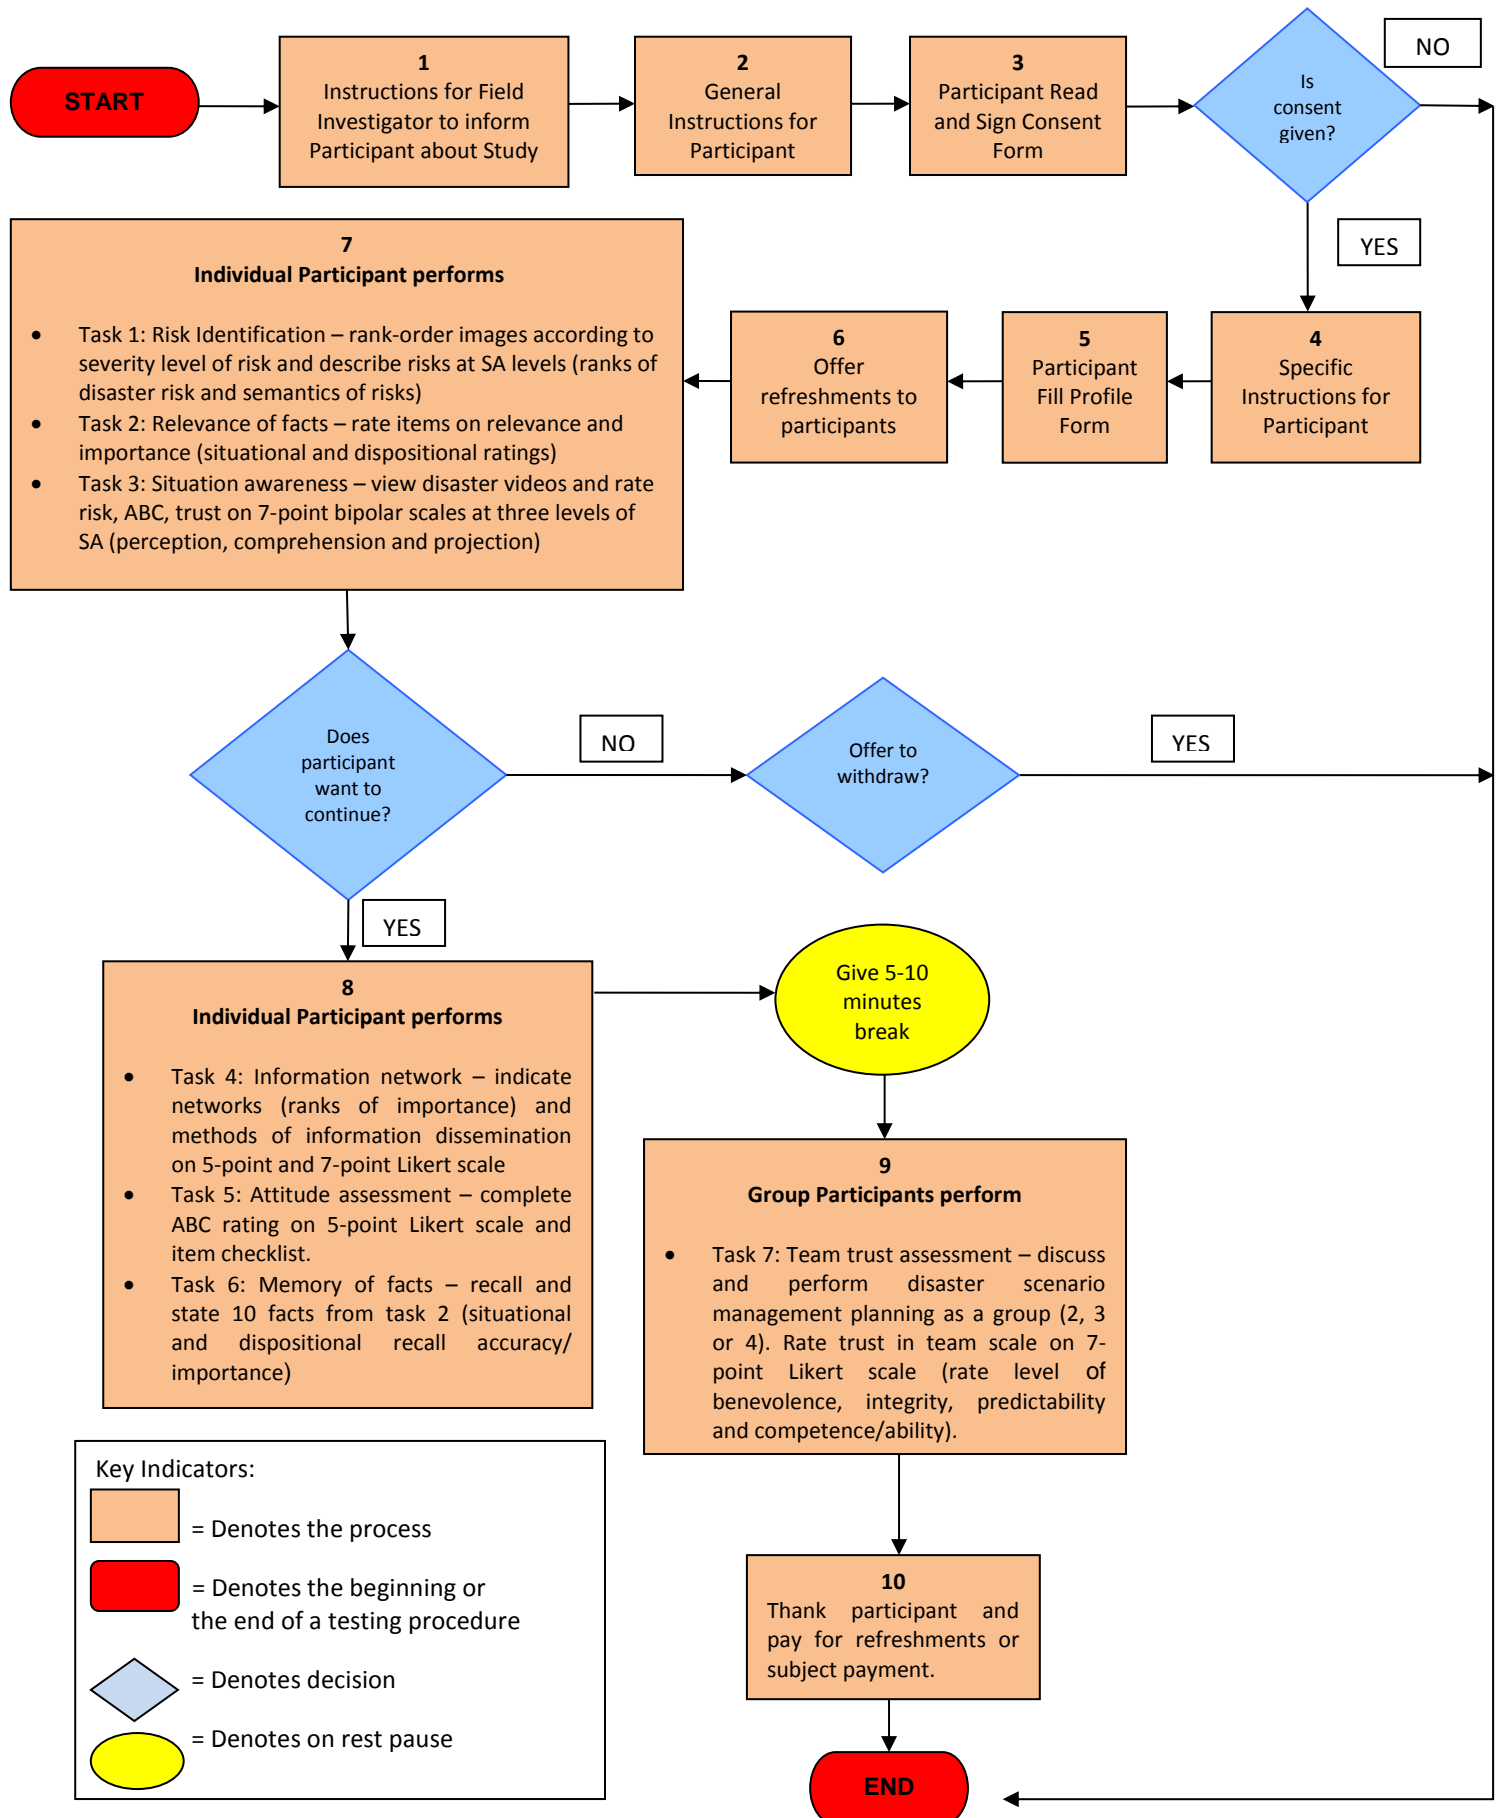 START
1
Instructions for Field
Investigator to inform
Participant about Study
2
General
Instructions for
Participant
3
Participant Read
and Sign Consent
Form
Is
consent
given?
NO
YES
4
Specific
Instructions for
Participant
5
Participant
Fill Profile
Form
6
Offer
refreshments to
participants
7
Individual Participant performs
• Task 1: Risk Identification – rank-order images according to
severity level of risk and describe risks at SA levels (ranks of
disaster risk and semantics of risks)
• Task 2: Relevance of facts – rate items on relevance and
importance (situational and dispositional ratings)
• Task 3: Situation awareness – view disaster videos and rate
risk, ABC, trust on 7-point bipolar scales at three levels of
SA (perception, comprehension and projection)
Does
participant
want to
continue?
NO
Offer to
withdraw?
YES
YES
8
Individual Participant performs
• Task 4: Information network – indicate
networks (ranks of importance) and
methods of information dissemination
on 5-point and 7-point Likert scale
• Task 5: Attitude assessment – complete
ABC rating on 5-point Likert scale and
item checklist.
• Task 6: Memory of facts – recall and
state 10 facts from task 2 (situational
and dispositional recall accuracy/
importance)
Give 5-10
minutes
break
9
Group Participants perform
• Task 7: Team trust assessment – discuss
and perform disaster scenario
management planning as a group (2, 3
or 4). Rate trust in team scale on 7-
point Likert scale (rate level of
benevolence, integrity, predictability
and competence/ability).
10
Thank participant and
pay for refreshments or
subject payment.
END
Key Indicators:
= Denotes the process
= Denotes the beginning or
the end of a testing procedure
= Denotes decision
= Denotes on rest pause